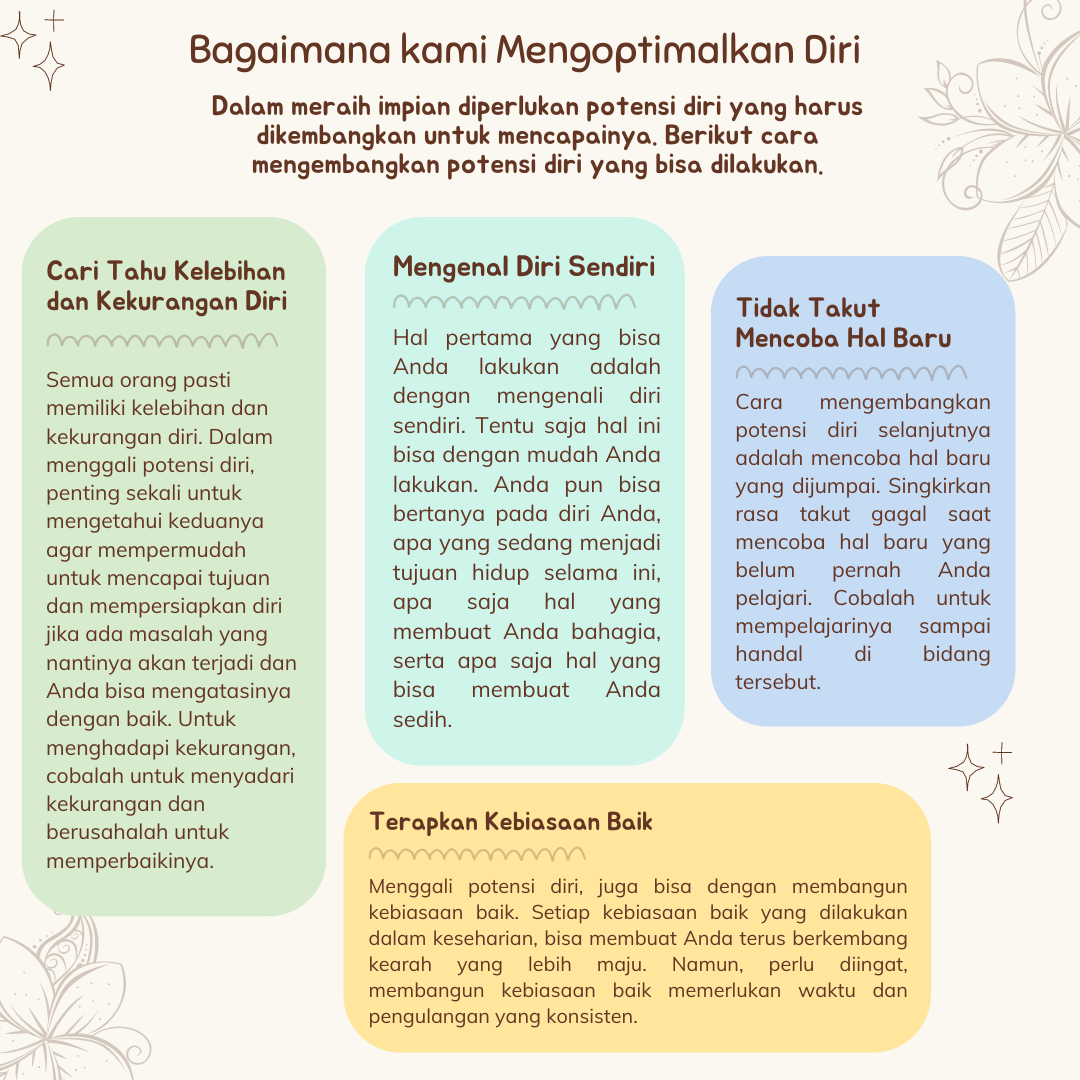 Bagaimana kami Mengoptimalkan Diri
Dalam meraih impian diperlukan potensi diri yang harus
dikembangkan untuk mencapainya. Berikut cara
mengembangkan potensi diri yang bisa dilakukan.
Cari Tahu Kelebihan
dan Kekurangan Diri
Semua orang pasti
memiliki kelebihan dan
kekurangan diri. Dalam
menggali potensi diri,
penting sekali untuk
mengetahui keduanya
agar mempermudah
untuk mencapai tujuan
dan mempersiapkan diri
jika ada masalah yang
nantinya akan terjadi dan
Anda bisa mengatasinya
dengan baik. Untuk
menghadapi kekurangan,
cobalah untuk menyadari
kekurangan dan
berusahalah untuk
memperbaikinya.
Mengenal Diri Sendiri
Hal pertama yang bisa
Anda lakukan adalah
dengan mengenali diri
sendiri. Tentu saja hal ini
bisa dengan mudah Anda
lakukan. Anda pun bisa
bertanya pada diri Anda,
apa yang sedang menjadi
tujuan hidup selama ini,
apa saja hal yang
membuat Anda bahagia,
serta apa saja hal yang
bisa membuat Anda
sedih.
Tidak Takut
Mencoba Hal Baru
Cara mengembangkan
potensi diri selanjutnya
adalah mencoba hal baru
yang dijumpai. Singkirkan
rasa takut gagal saat
mencoba hal baru yang
belum pernah Anda
pelajari. Cobalah untuk
mempelajarinya sampai
handal di bidang
tersebut.
Terapkan Kebiasaan Baik
Menggali potensi diri, juga bisa dengan membangun
kebiasaan baik. Setiap kebiasaan baik yang dilakukan
dalam keseharian, bisa membuat Anda terus berkembang
kearah yang lebih maju. Namun, perlu diingat,
membangun kebiasaan baik memerlukan waktu dan
pengulangan yang konsisten.